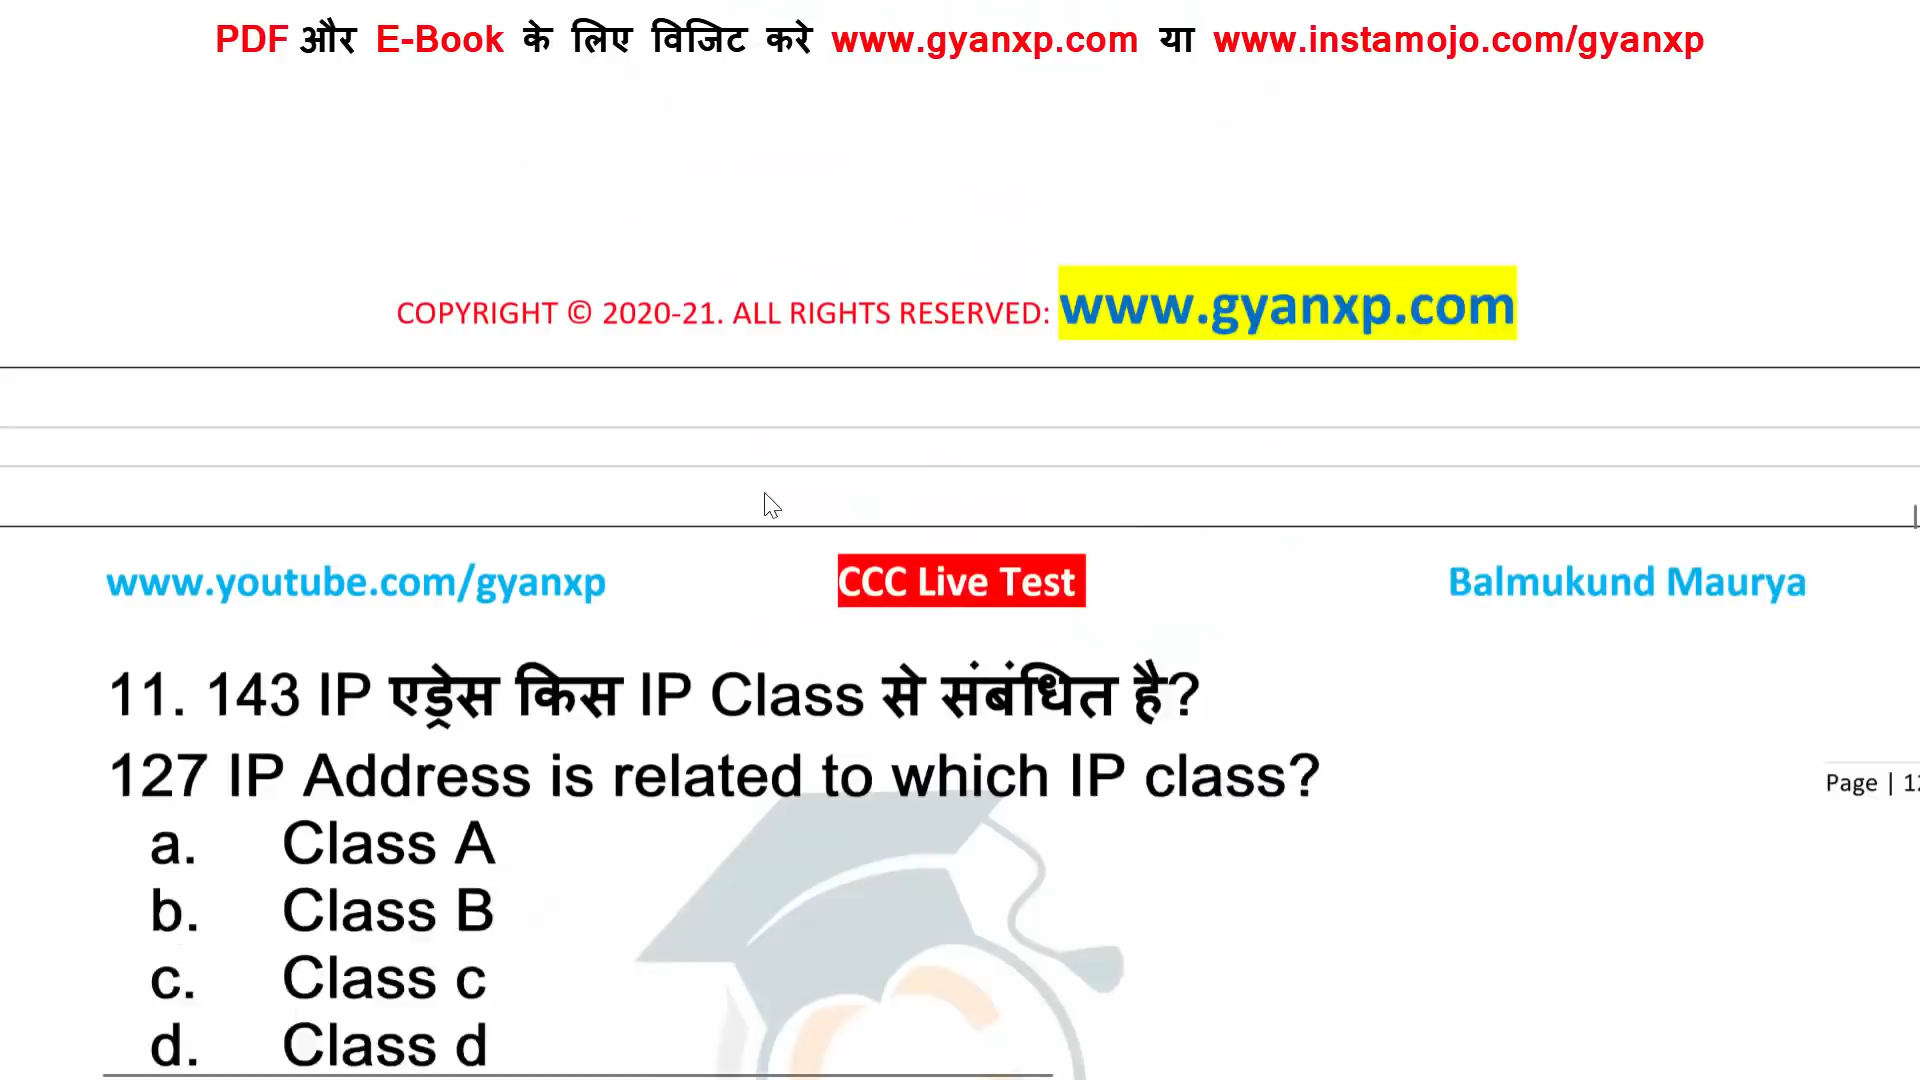 PDF और E-Book के लिए विजिट करे www.gyanxp.com या www.instamojo.com/gyanxp
COPYRIGHT © 2020-21. ALL RIGHTS RESERVED: www.gyanxp.com
www.youtube.com/gyanxp CCC Live Test Balmukund Maurya
11. 143 IP एड्रेस किस IP Class से संबंधित है?
127 IP Address is related to which IP class?
Page | 12
a. Class A
b. Class B
c. Class c
d. Class d